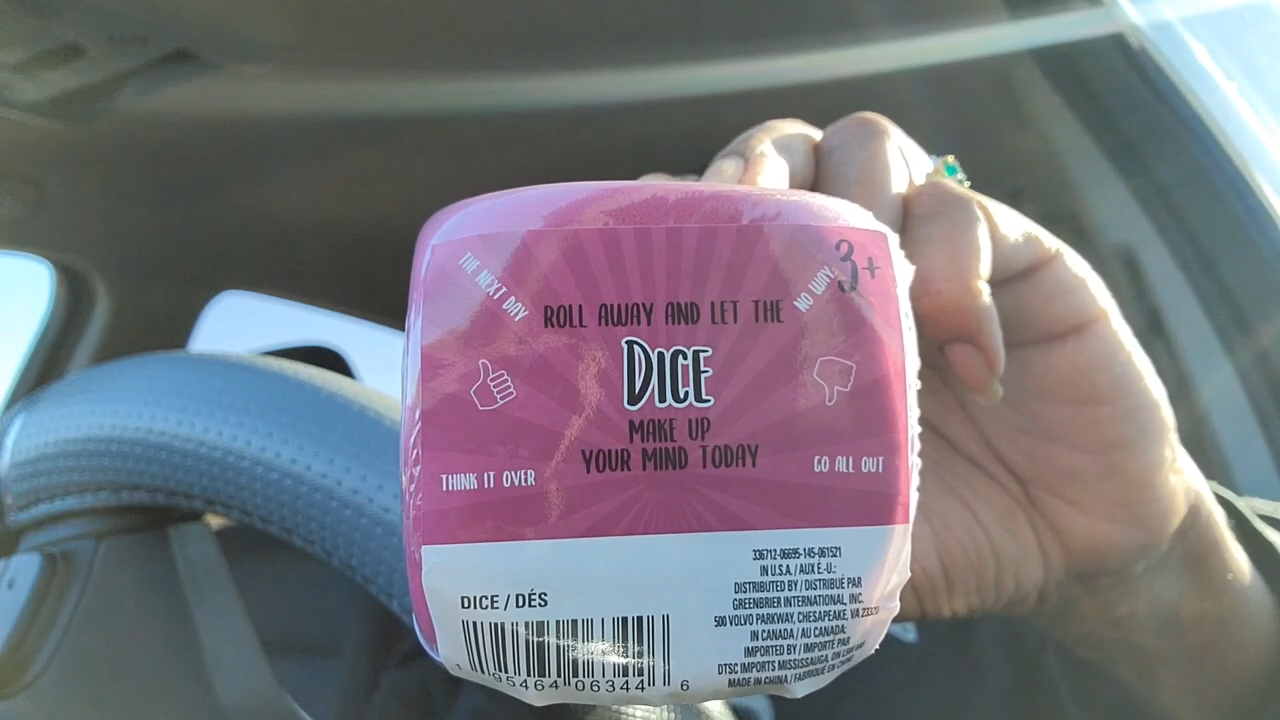 THE NEXT DAY
NO WAY!
3+
ROLL AWAY AND LET THE
DICE
MAKE UP
YOUR MIND TODAY
THINK IT OVER
GO ALL OUT
336712-06695-145-061521
IN U.S.A. / AUX É.-U.:
DISTRIBUTED BY / DISTRIBUÉ PAR
GREENBRIER INTERNATIONAL, INC.
500 VOLVO PARKWAY, CHESAPEAKE, VA 23320
IN CANADA / AU CANADA:
IMPORTED BY / IMPORTÉ PAR
DTSC IMPORTS MISSISSAUGA, ON
MADE IN CHINA / FABRIQUÉ EN
DICE / DÉS
1 95464 06344 6